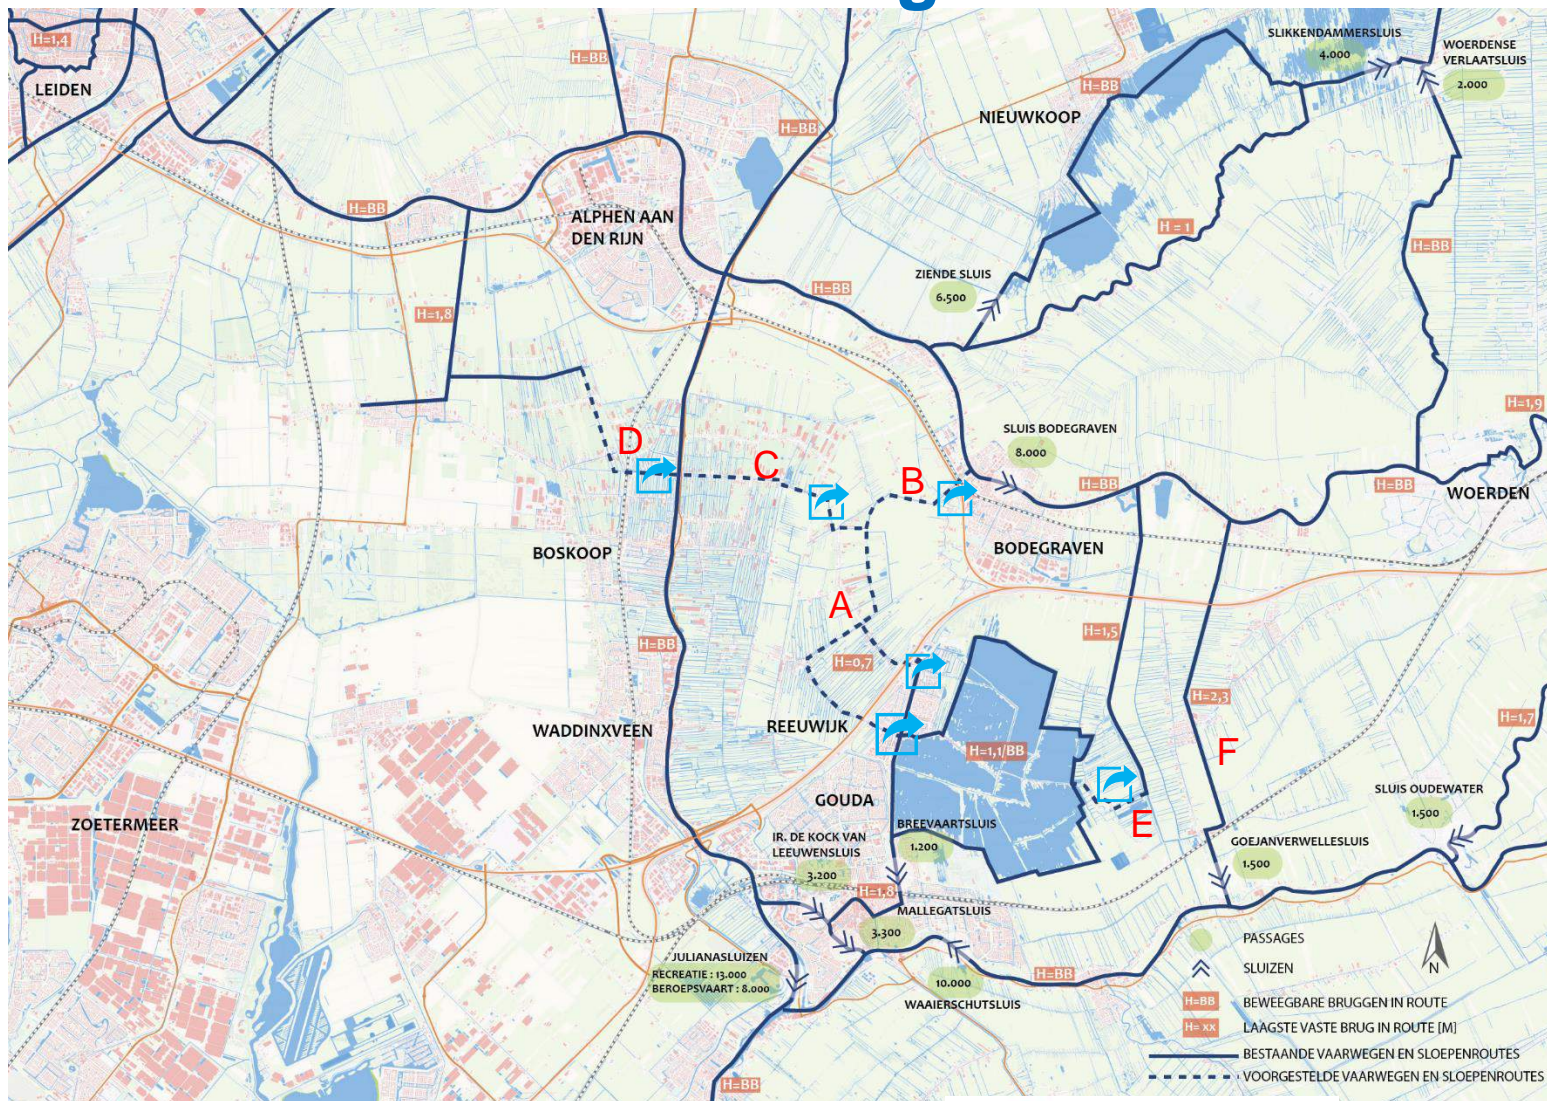 g
H=1,4
LEIDEN
H=BB
SLIKKENDAMMERSLUIS
4.000
WOERDENSE
VERLAATSLUIS
2.000
H=BB
NIEUWKOOP
H=BB
H=BB
ALPHEN AAN
DEN RIJN
H = 1
H=BB
ZIENDE SLUIS
6.500
H=BB
H=1,8
H=1,9
SLUIS BODEGRAVEN
8.000
D
C
B
H=BB
H=BB
WOERDEN
BOSKOOP
BODEGRAVEN
A
H=BB
H=0,7
H=1,5
H=2,3
REEUWIJK
WADDINXVEEN
H=1,1/BB
H=1,7
F
GOUDA
SLUIS OUDEWATER
1.500
ZOETERMEER
E
IR. DE KOCK VAN
LEEUWENSLUIS
3.200
BREEVAARTSLUIS
1.200
GOEJANVERWELLESLUIS
1.500
H=1,8
MALLEGATSLUIS
3.300
JULIANASLUIZEN
RECREATIE : 13.000
BEROEPSVAART : 8.000
10.000
WAAIERSCHUTSLUIS
H=BB
H=BB
PASSAGES
SLUIZEN
N
H=BB BEWEEGBARE BRUGGEN IN ROUTE
H= xx LAAGSTE VASTE BRUG IN ROUTE [M]
BESTAANDE VAARWEGEN EN SLOEPENROUTES
VOORGESTELDE VAARWEGEN EN SLOEPENROUTES